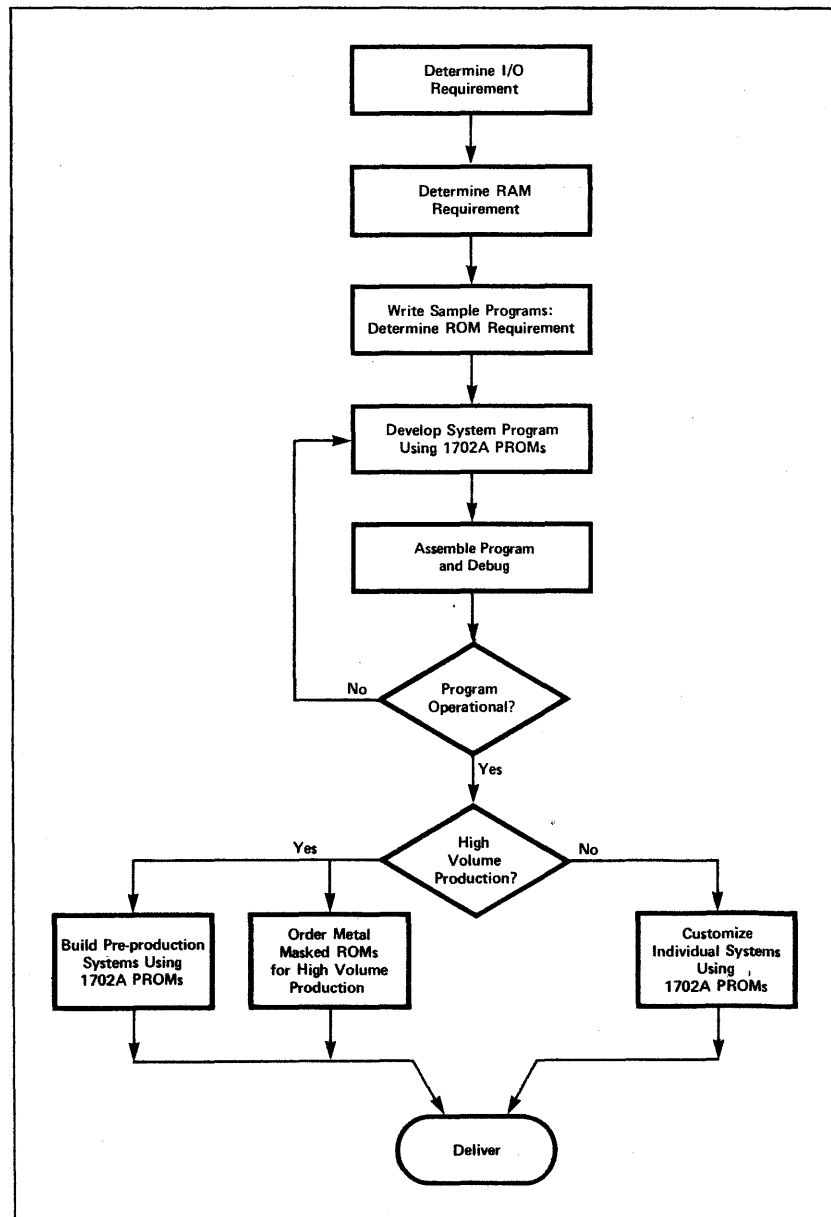 Determine I/O
Requirement
Determine RAM
Requirement
Write Sample Programs:
Determine ROM Requirement
Develop System Program
Using 1702A PROMs
Assemble Program
and Debug
No
Program
Operational?
Yes
High
Volume
Production?
Yes
No
Build Pre-production
Systems Using
1702A PROMs
Order Metal
Masked ROMs
for High Volume
Production
Customize
Individual Systems
Using
1702A PROMs
Deliver